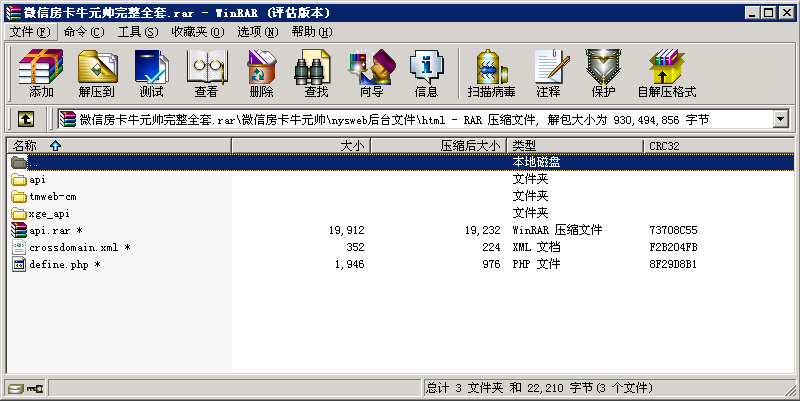 微信房卡牛元帅完整全套.rar - WinRAR (评估版本)
文件(F) 命令(C) 工具(S) 收藏夹(O) 选项(N) 帮助(H)
添加 解压到 测试 查看 删除 查找 向导 信息 扫描病毒 注释 保护 自解压格式
微信房卡牛元帅完整全套.rar\微信房卡牛元帅\nysweb后台文件\html - RAR 压缩文件, 解包大小为 930,494,856 字节
名称 大小 压缩后大小 类型 CRC32
.. 本地磁盘
api 文件夹
tmweb-cm 文件夹
xge_api 文件夹
api.rar * 19,912 19,232 WinRAR 压缩文件 73708C55
crossdomain.xml * 352 224 XML 文档 F2B204FB
define.php * 1,946 976 PHP 文件 8F29D8B1
总计 3 文件夹 和 22,210 字节(3 个文件)